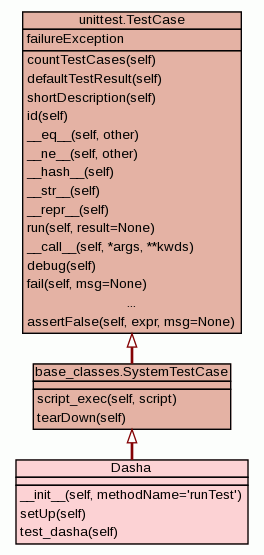 unittest.TestCase
failureException
countTestCases(self)
defaultTestResult(self)
shortDescription(self)
id(self)
__eq__(self, other)
__ne__(self, other)
__hash__(self)
__str__(self)
__repr__(self)
run(self, result=None)
__call__(self, *args, **kwds)
debug(self)
fail(self, msg=None)
...
assertFalse(self, expr, msg=None)
base_classes.SystemTestCase
script_exec(self, script)
tearDown(self)
Dasha
__init__(self, methodName='runTest')
setUp(self)
test_dasha(self)